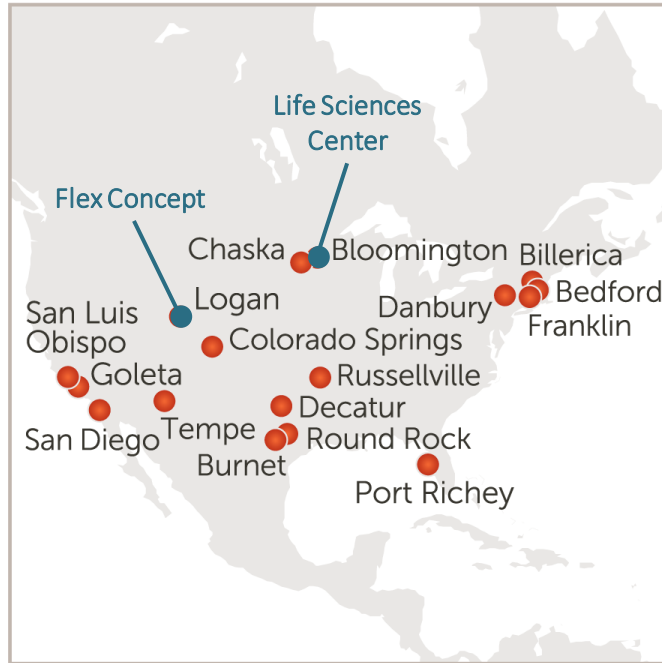 Life Sciences
Center
Flex Concept
Chaska
Bloomington
Billerica
Logan
Danbury
Bedford
San Luis
Obispo
Franklin
Colorado Springs
Goleta
Russellville
Decatur
San Diego
Tempe
Round Rock
Burnet
Port Richey